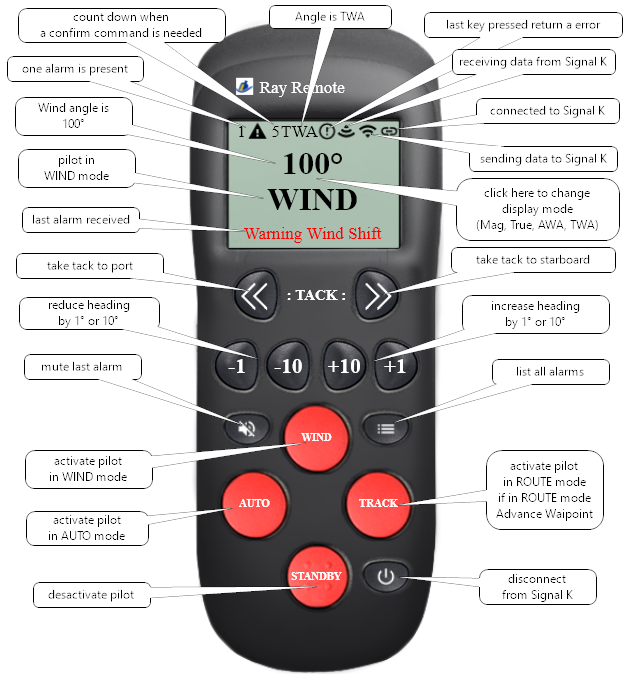 count down when
a confirm command is needed
Angle is TWA
last key pressed return a error
one alarm is present
receiving data from Signal K
Ray Remote
Wind angle is
100°
connected to Signal K
1 5 TWA
pilot in
WIND mode
100°
sending data to Signal K
WIND
click here to change
display mode
(Mag, True, AWA, TWA)
last alarm received
Warning Wind Shift
take tack to port
take tack to starboard
: TACK :
reduce heading
by 1° or 10°
increase heading
by 1° or 10°
-1 -10 +10 +1
mute last alarm
list all alarms
WIND
activate pilot
in WIND mode
activate pilot
in ROUTE mode
if in ROUTE mode
Advance Waipoint
AUTO
TRACK
activate pilot
in AUTO mode
STANDBY
desactivate pilot
disconnect
from Signal K